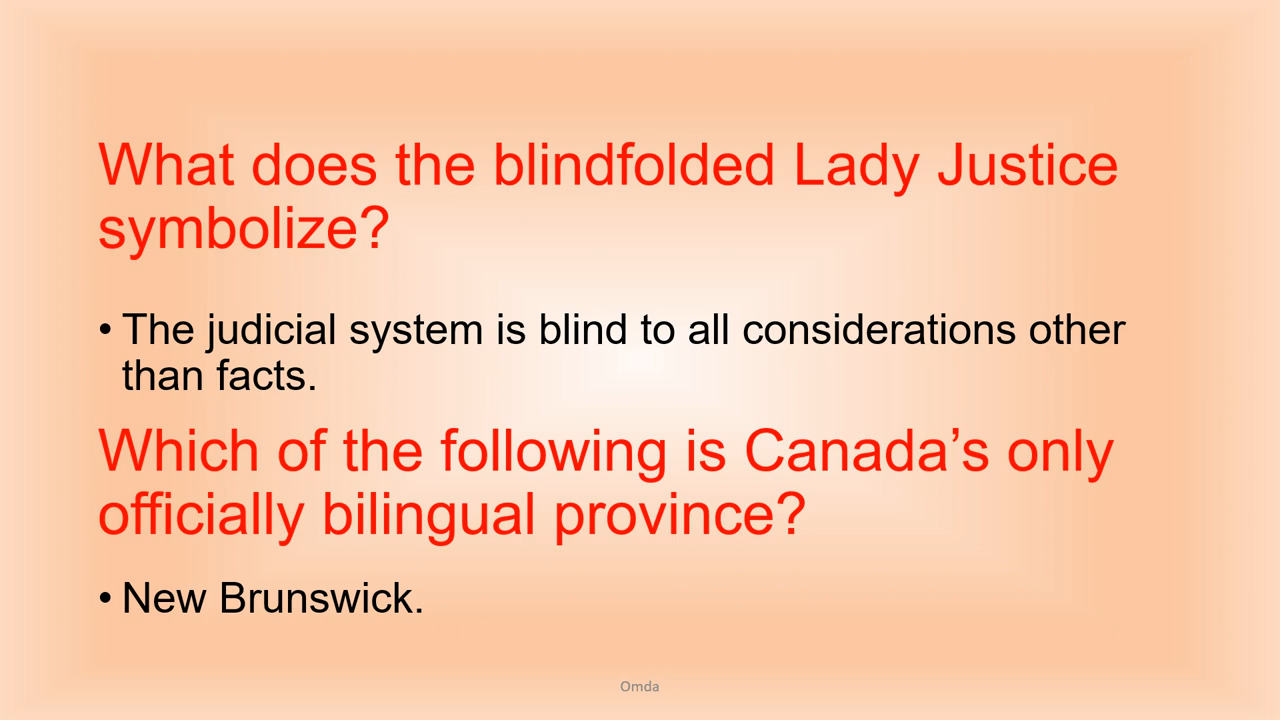 What does the blindfolded Lady Justice
symbolize?
• The judicial system is blind to all considerations other
than facts.
Which of the following is Canada’s only
officially bilingual province?
• New Brunswick.
Omda